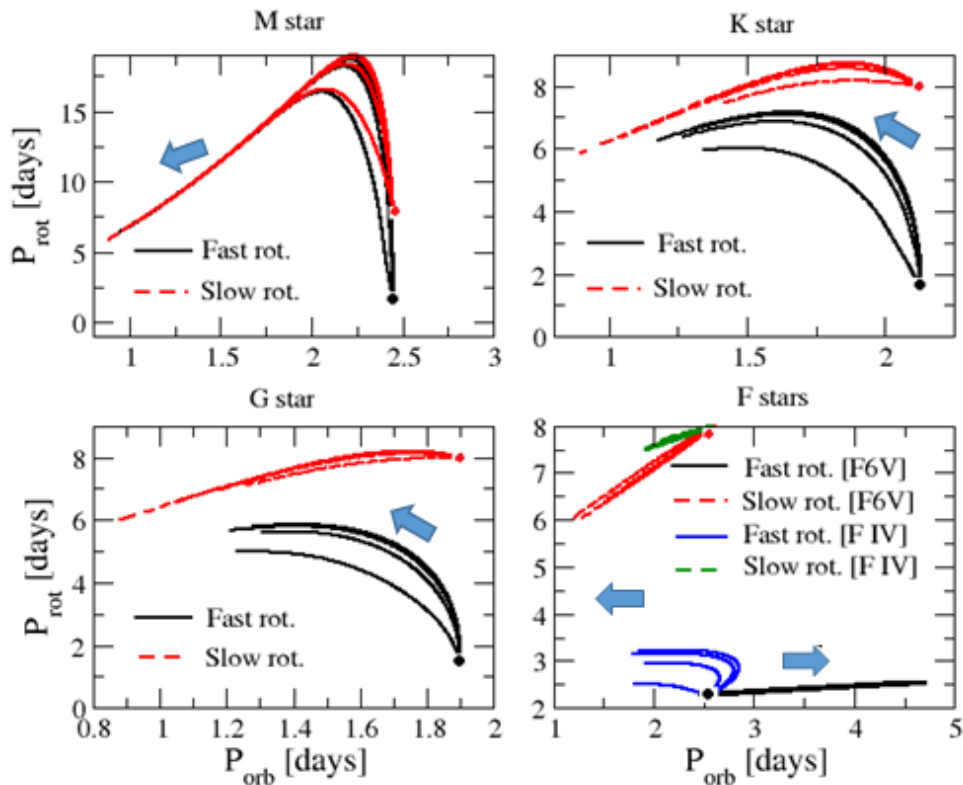 M star
K star
P_rot [days]
15
10
5
0
1
1.5
2
2.5
3
Fast rot.
Slow rot.
8
6
4
2
0
1
1.5
2
Fast rot.
Slow rot.
G star
F stars
P_rot [days]
8
6
4
2
0
0.8
1
1.2
1.4
1.6
1.8
2
P_orb [days]
Fast rot.
Slow rot.
8
7
6
5
4
3
2
1
2
3
4
5
P_orb [days]
Fast rot. [F6V]
Slow rot. [F6V]
Fast rot. [F IV]
Slow rot. [F IV]